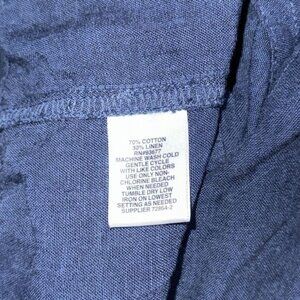 70% COTTON
30% LINEN
RN#93677
MACHINE WASH COLD
GENTLE CYCLE
WITH LIKE COLORS
USE ONLY NON-
CHLORINE BLEACH
WHEN NEEDED
TUMBLE DRY LOW
IRON ON LOWEST
SETTING AS NEEDED
SUPPLIER 72864-2